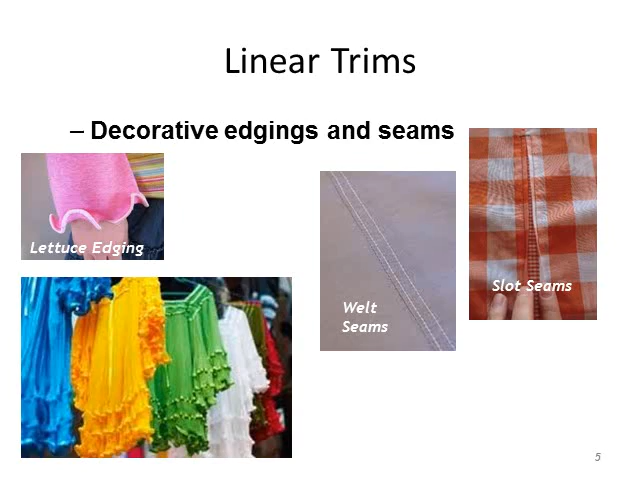 Linear Trims
– Decorative edgings and seams
Lettuce Edging
Welt
Seams
Slot Seams
5